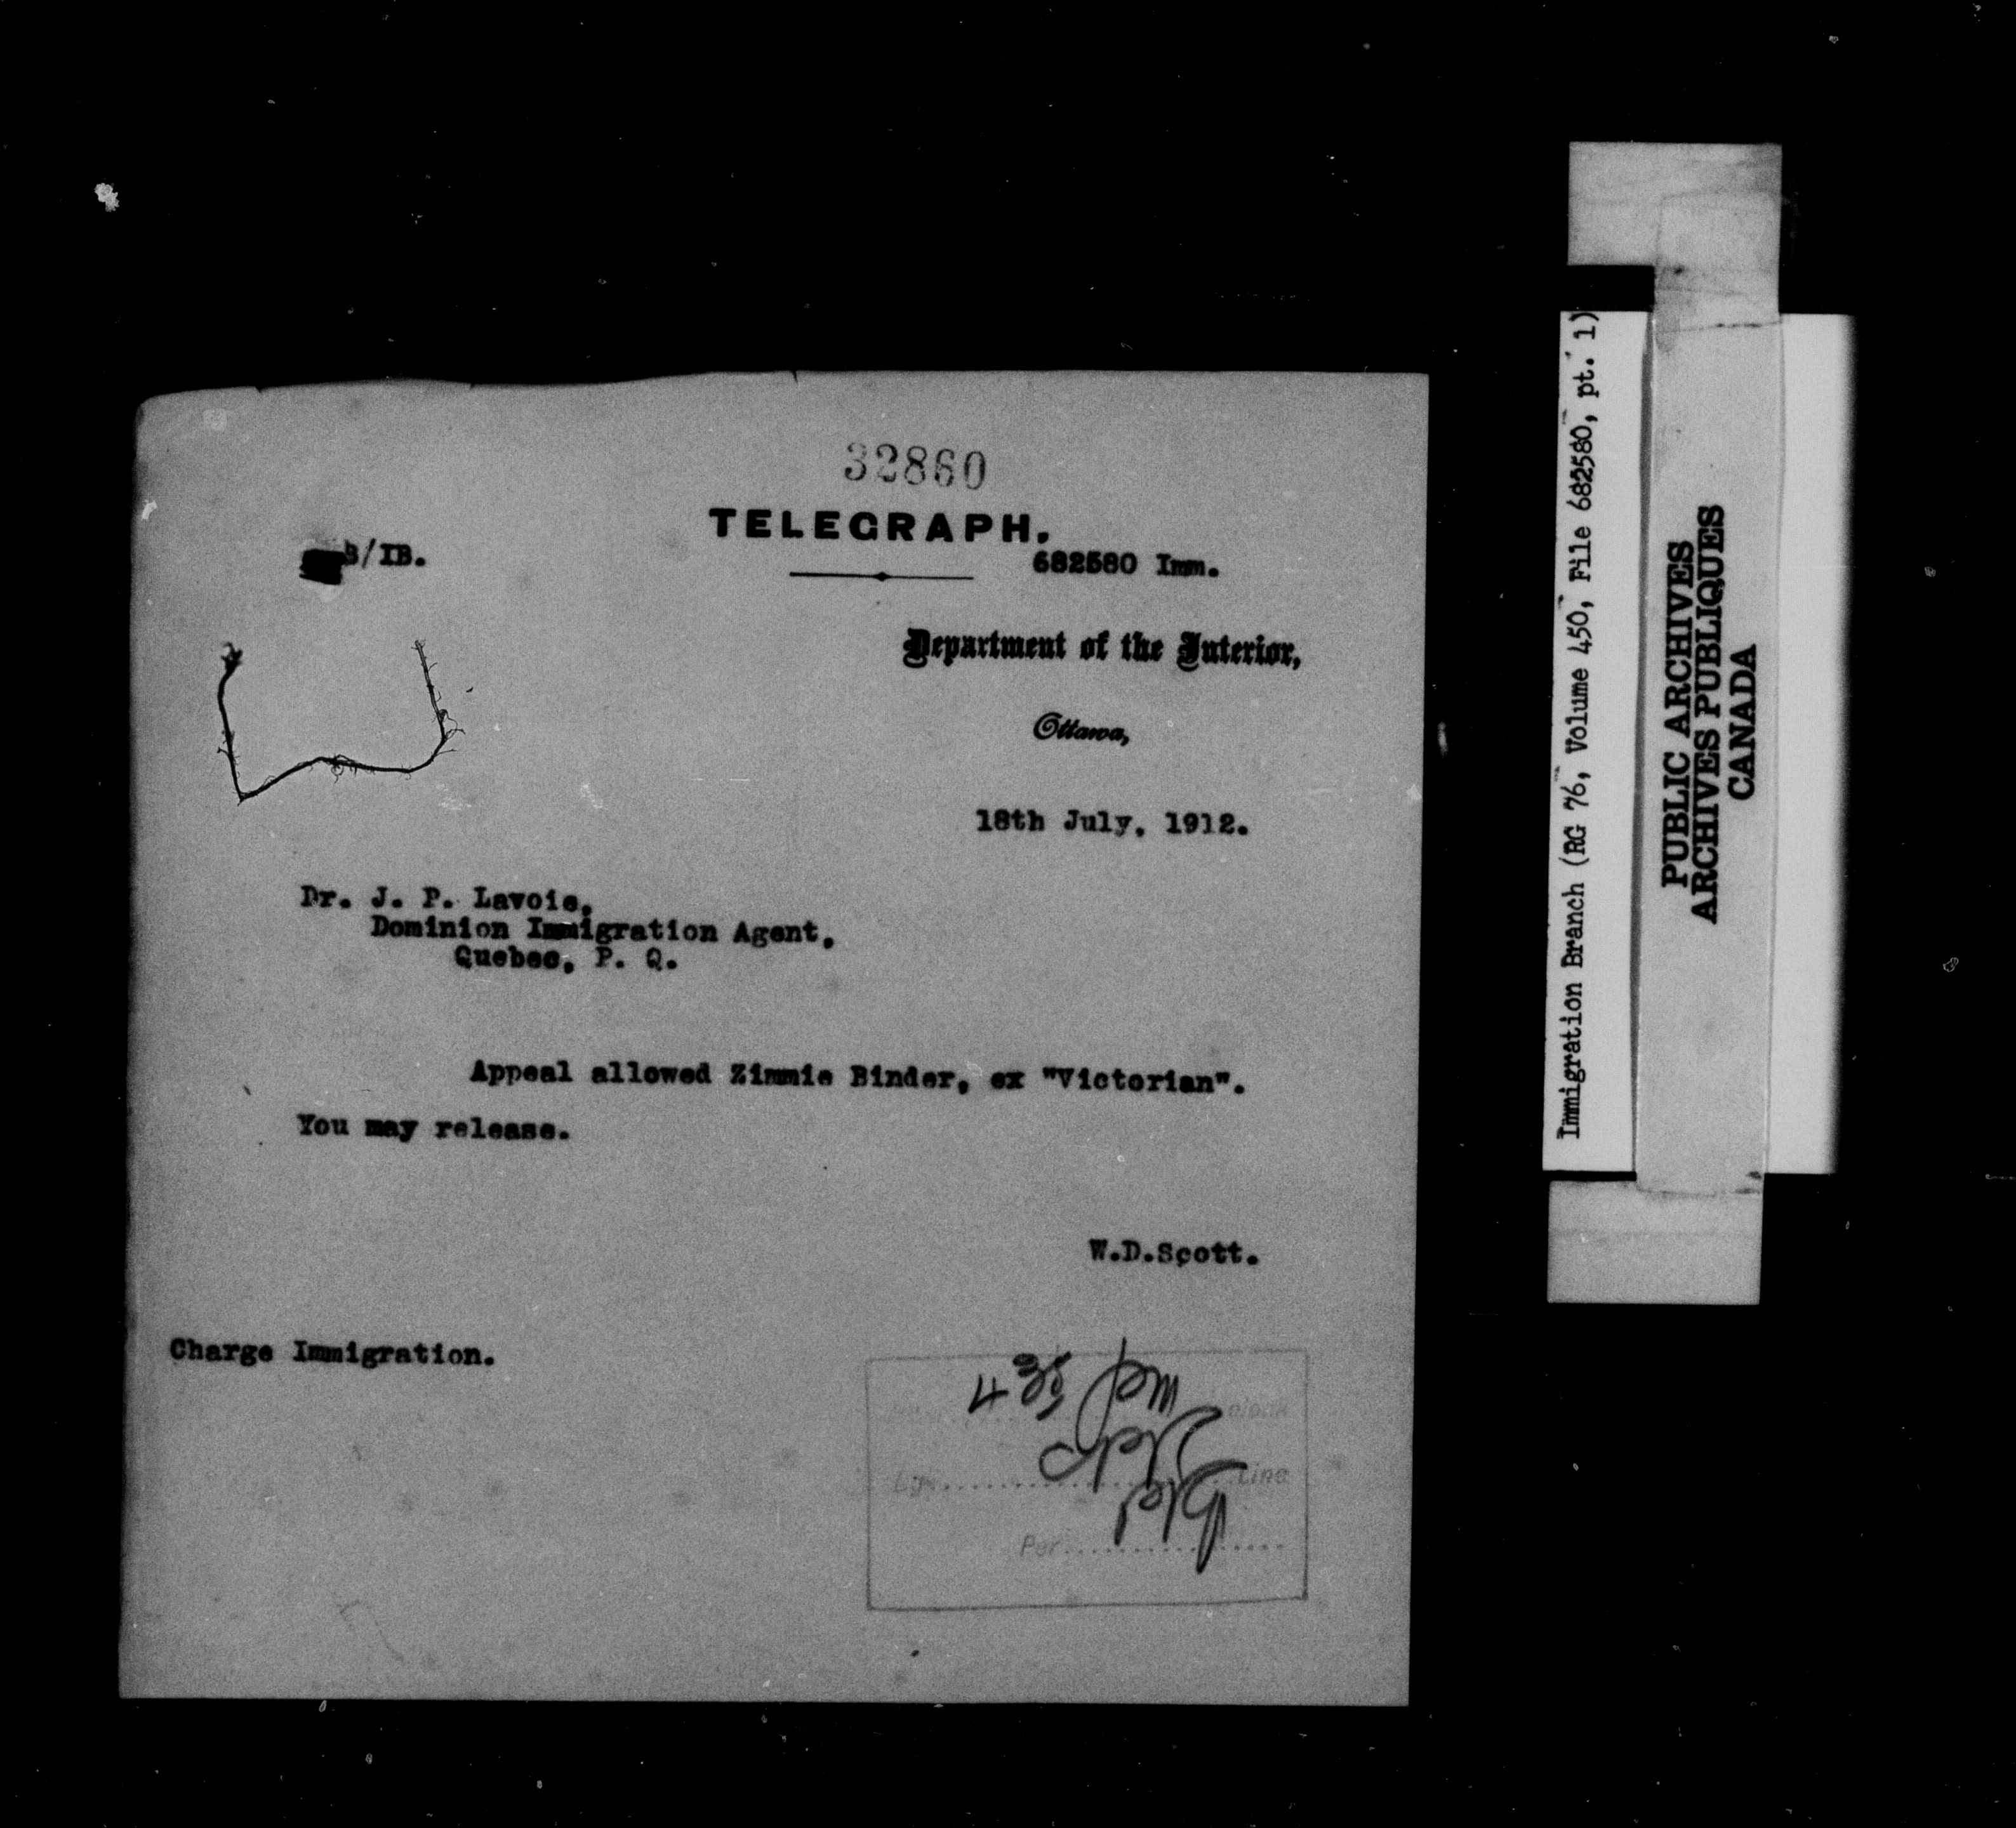 32860
TELEGRAPH.
B/IB.
682580 Imm.
Department of the Interior,
Ottawa,
18th July, 1912.
Dr. J. P. Lavoie,
Dominion Immigration Agent,
Quebec, P. Q.
Appeal allowed Zimmie Binder, ex "Victorian".
You may release.
W.D.Scott.
Charge Immigration.
Line
Per
Immigration Branch (RG 76, Volume 450, File 682580, pt. 1)
PUBLIC ARCHIVES
ARCHIVES PUBLIQUES
CANADA